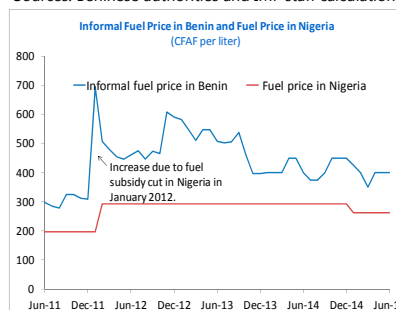 Informal Fuel Price in Benin and Fuel Price in Nigeria
(CFAF per liter)
800
700
600
500
400
300
200
100
0
Informal fuel price in Benin
Fuel price in Nigeria
Increase due to fuel
subsidy cut in Nigeria in
January 2012.
Jun-11 Dec-11 Jun-12 Dec-12 Jun-13 Dec-13 Jun-14 Dec-14 Jun-1